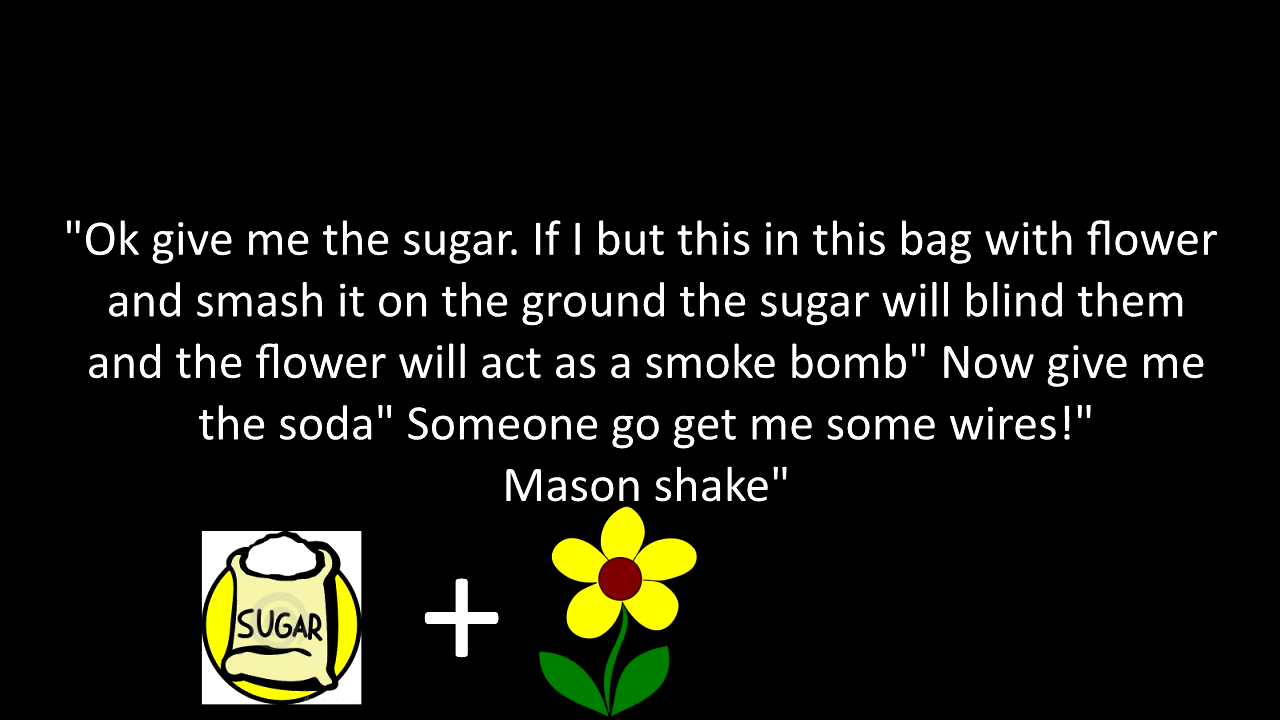 "Ok give me the sugar. If I but this in this bag with flower
and smash it on the ground the sugar will blind them
and the flower will act as a smoke bomb" Now give me
the soda" Someone go get me some wires!"
Mason shake"
SUGAR
+